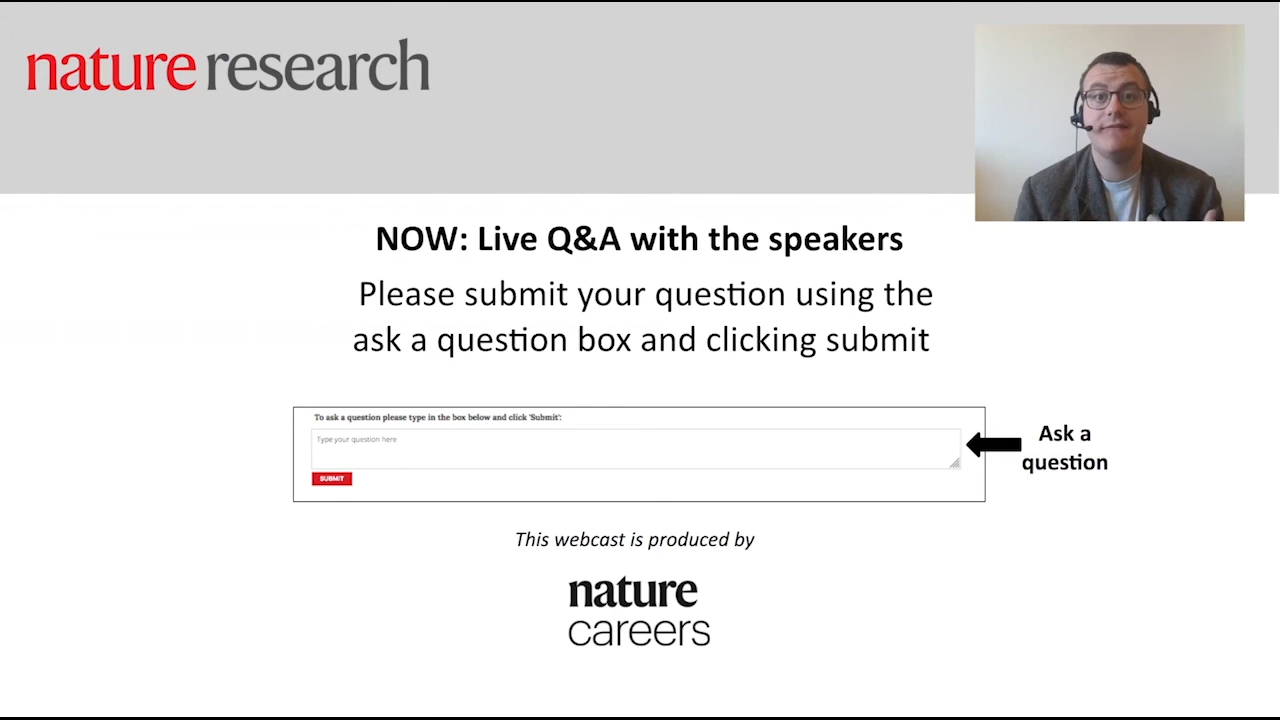 nature research
NOW: Live Q&A with the speakers
Please submit your question using the
ask a question box and clicking submit
To ask a question please type in the box below and click 'Submit':
Type your question here
SUBMIT
Ask a
question
This webcast is produced by
nature
careers